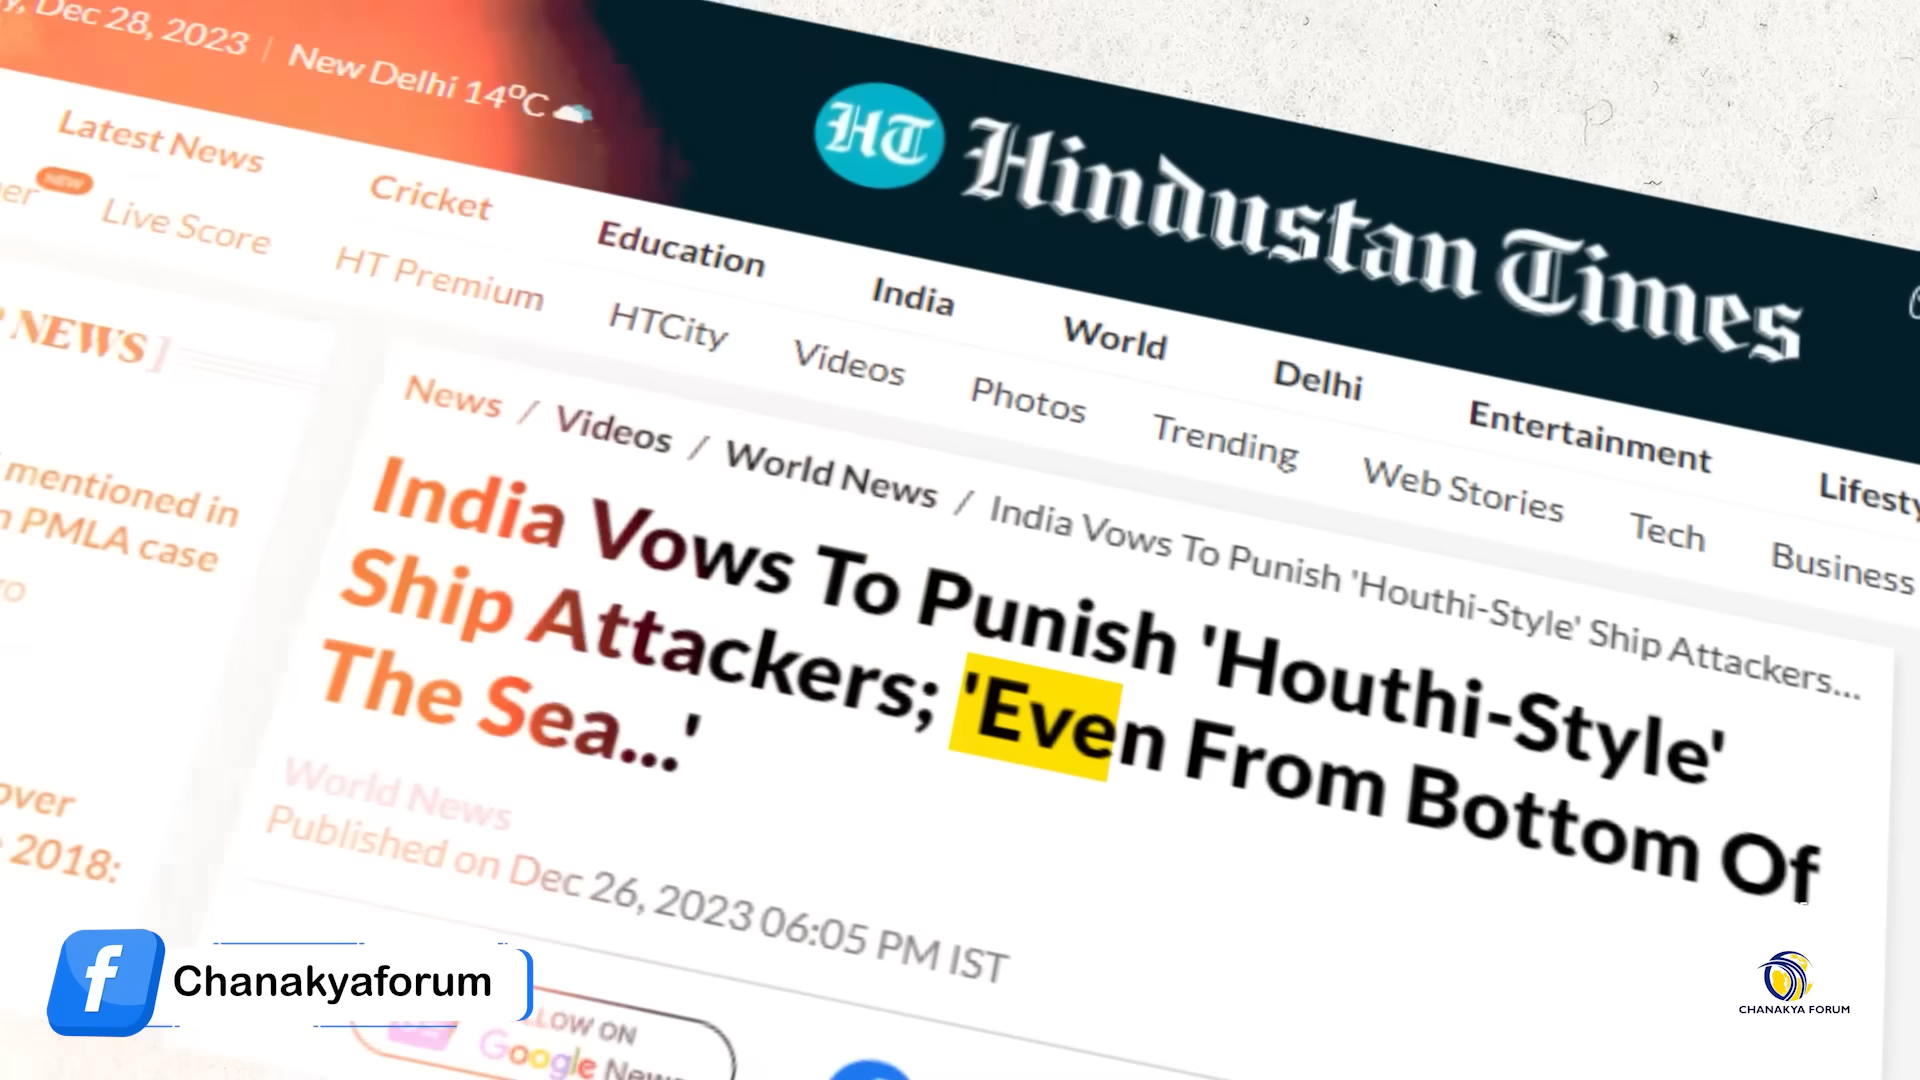 Dec 28, 2023 | New Delhi 14°C
HT Hindustan Times
Latest News Cricket Education India World Delhi Entertainment
NEW Live Score HT Premium HTCity Videos Photos Trending Web Stories Tech Business
NEWS]
mentioned in
PMLA case
over
2018:
News / Videos / World News / India Vows To Punish 'Houthi-Style' Ship Attackers...
India Vows To Punish 'Houthi-Style'
Ship Attackers; 'Even From Bottom Of
The Sea...'
World News
Published on Dec 26, 2023 06:05 PM IST
ON
Google News
f Chanakyaforum
CHANAKYA FORUM